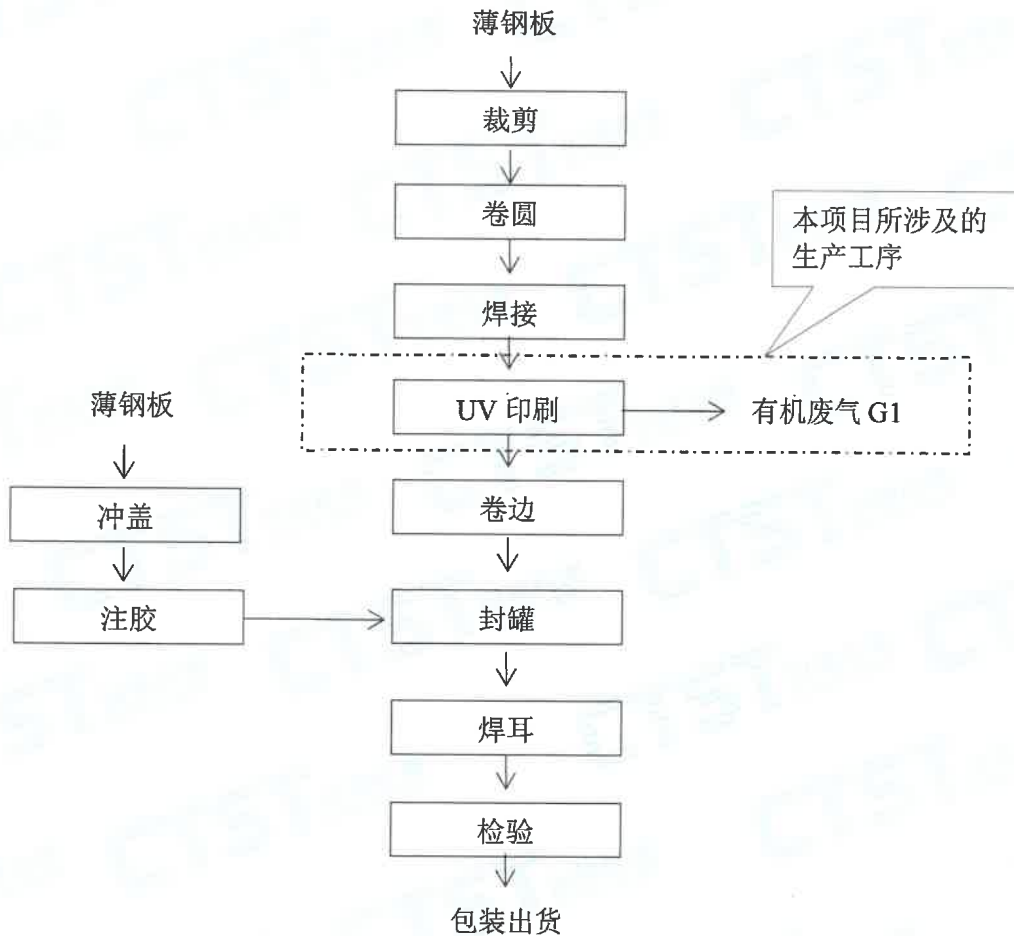 薄钢板
裁剪
卷圆
本项目所涉及的
生产工序
焊接
UV 印刷
有机废气 G1
薄钢板
冲盖
卷边
注胶
封罐
焊耳
检验
包装出货
CTST